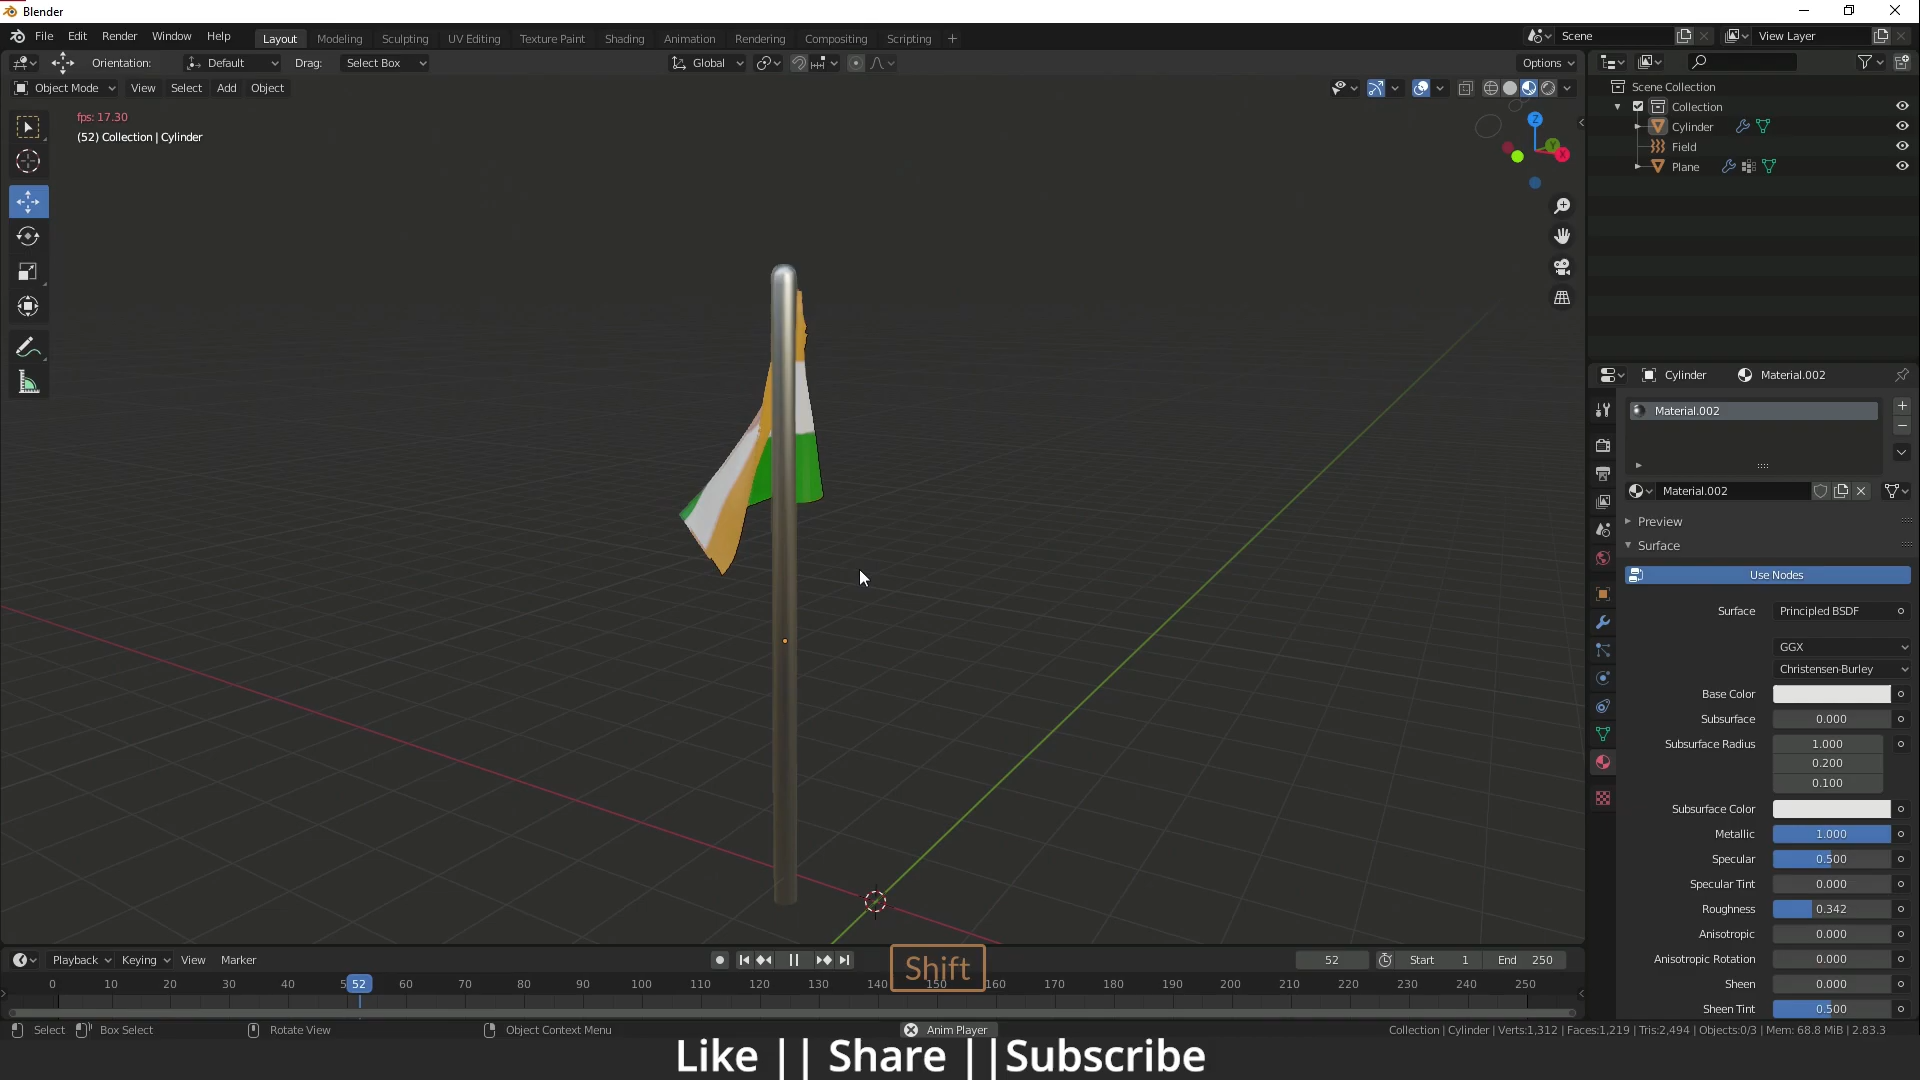 Blender
File Edit Render Window Help Layout Modeling Sculpting UV Editing Texture Paint Shading Animation Rendering Compositing Scripting + Scene View Layer
Orientation: Default Drag: Select Box Global Options
Object Mode View Select Add Object
fps: 17.30
(52) Collection | Cylinder
Z
Y
X
Scene Collection
Collection
Cylinder
Field
Plane
Cylinder Material.002
Material.002
Material.002
Preview
Surface
Use Nodes
Surface Principled BSDF
GGX
Christensen-Burley
Base Color
Subsurface 0.000
Subsurface Radius 1.000
0.200
0.100
Subsurface Color
Metallic 1.000
Specular 0.500
Specular Tint 0.000
Roughness 0.342
Anisotropic 0.000
Anisotropic Rotation 0.000
Sheen 0.000
Sheen Tint 0.500
Playback Keying View Marker 52 Start 1 End 250
Shift
0 10 20 30 40 5 52 60 70 80 90 100 110 120 130 140 150 160 170 180 190 200 210 220 230 240 250
Select Box Select Rotate View Object Context Menu Anim Player Collection | Cylinder | Verts:1,312 | Faces:1,219 | Tris:2,494 | Objects:0/3 | Mem: 68.8 MiB | 2.83.3
Like || Share ||Subscribe